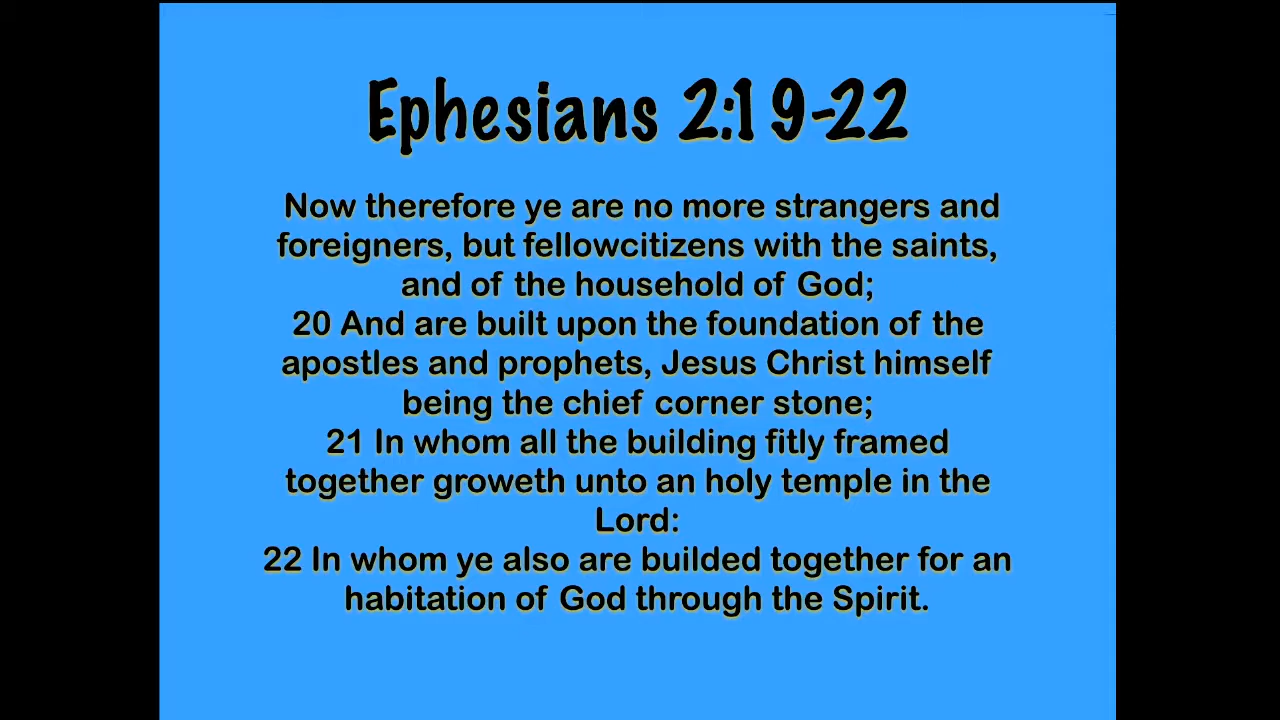 Ephesians 2:19-22
Now therefore ye are no more strangers and
foreigners, but fellowcitizens with the saints,
and of the household of God;
20 And are built upon the foundation of the
apostles and prophets, Jesus Christ himself
being the chief corner stone;
21 In whom all the building fitly framed
together groweth unto an holy temple in the
Lord:
22 In whom ye also are builded together for an
habitation of God through the Spirit.